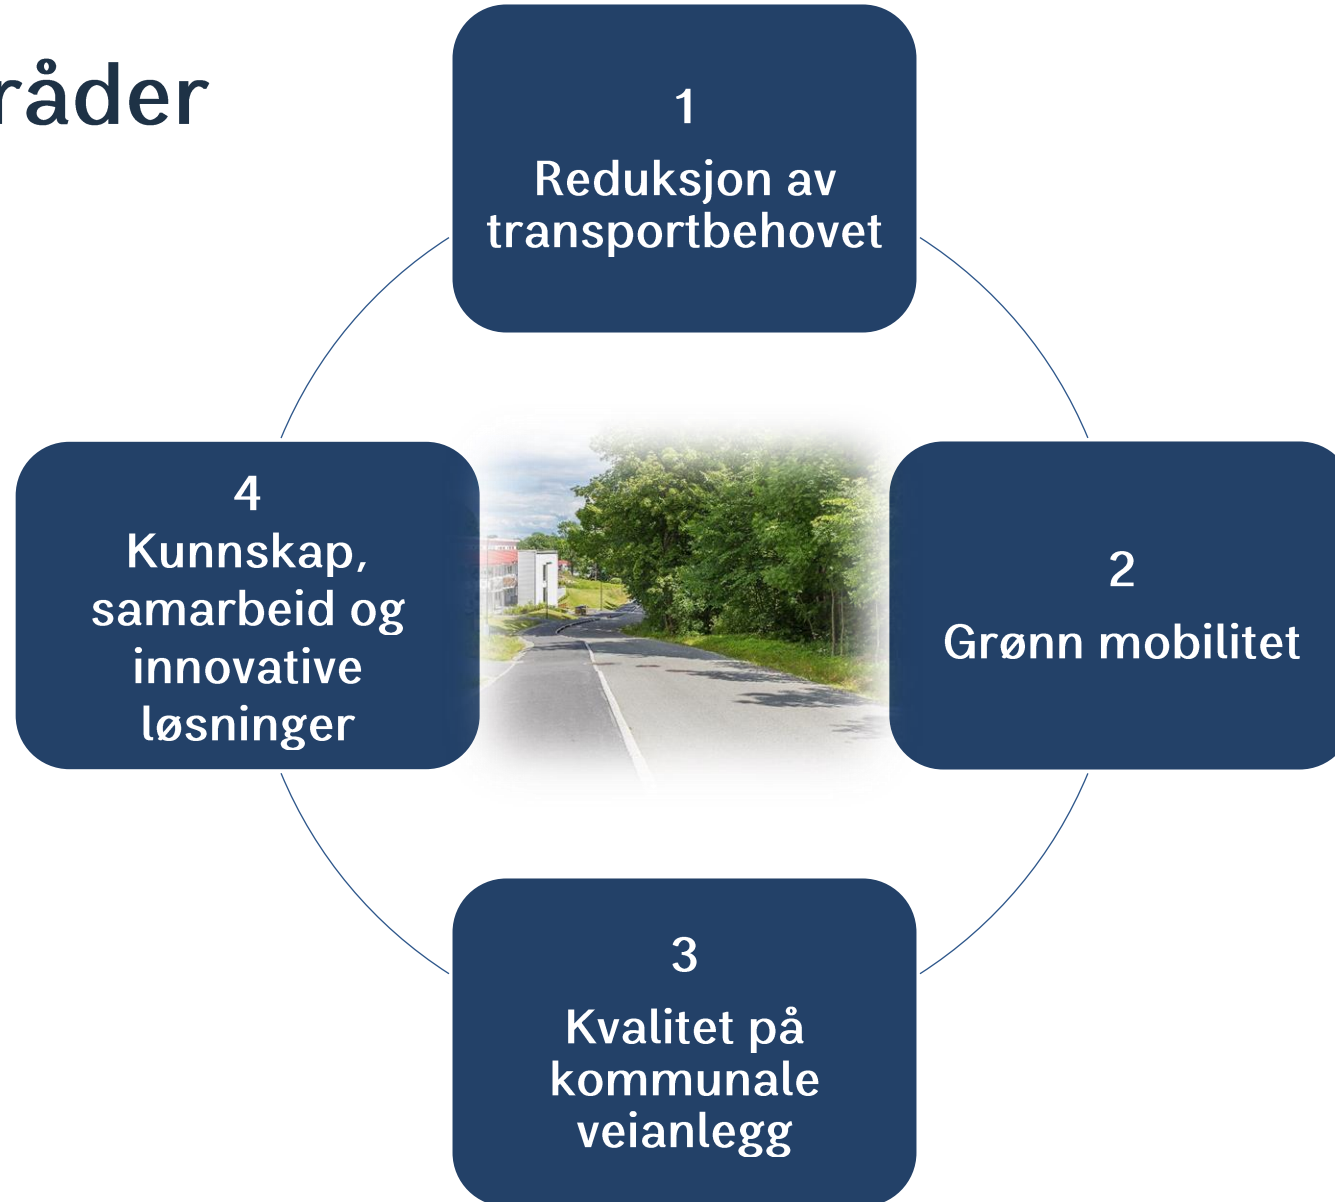 råder
1
Reduksjon av
transportbehovet
2
Grønn mobilitet
3
Kvalitet på
kommunale
veianlegg
4
Kunnskap,
samarbeid og
innovative
løsninger